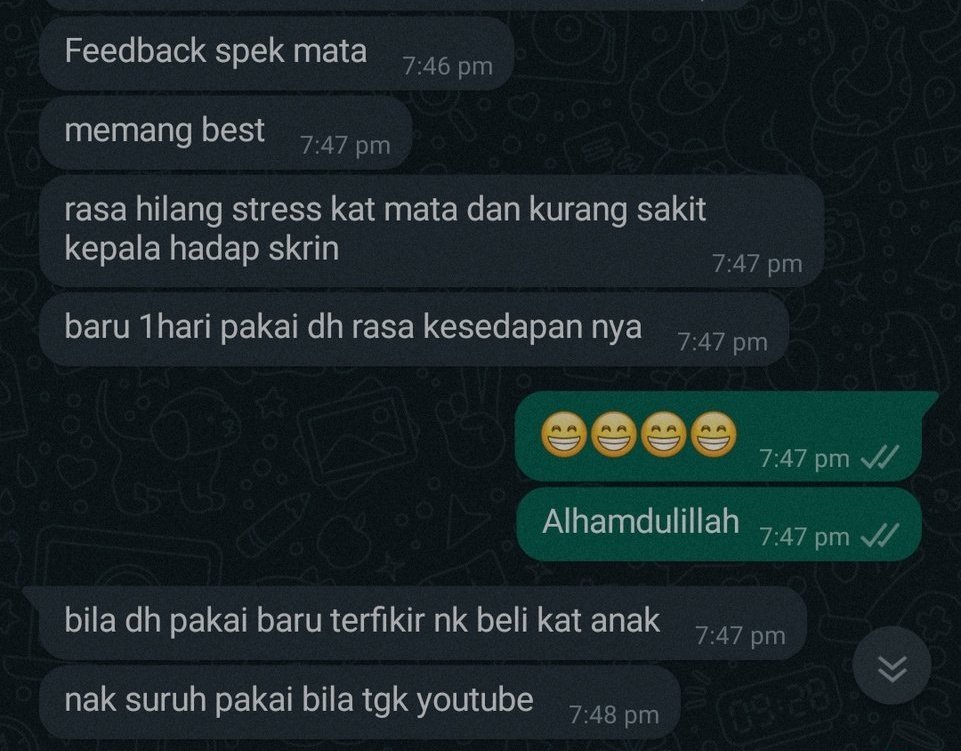 Feedback spek mata 7:46 pm
memang best 7:47 pm
rasa hilang stress kat mata dan kurang sakit
kepala hadap skrin 7:47 pm
baru 1hari pakai dh rasa kesedapan nya 7:47 pm
😁😁😁😁 7:47 pm
Alhamdulillah 7:47 pm
bila dh pakai baru terfikir nk beli kat anak 7:47 pm
nak suruh pakai bila tgk youtube 7:48 pm